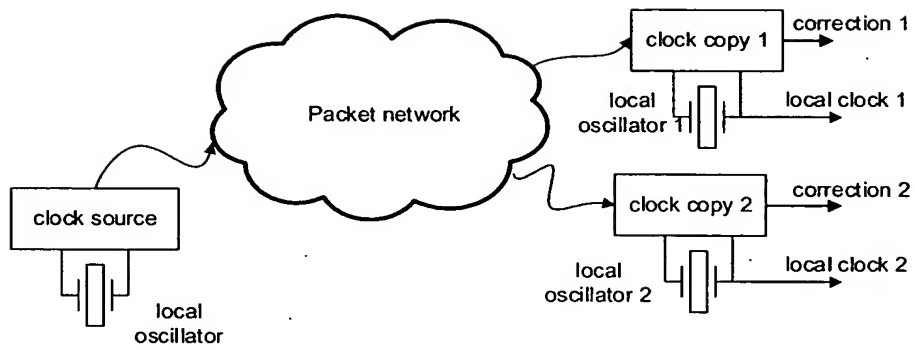 clock copy 1
correction 1
local
oscillator 1
local clock 1
Packet network
clock source
local
oscillator
clock copy 2
correction 2
local
oscillator 2
local clock 2